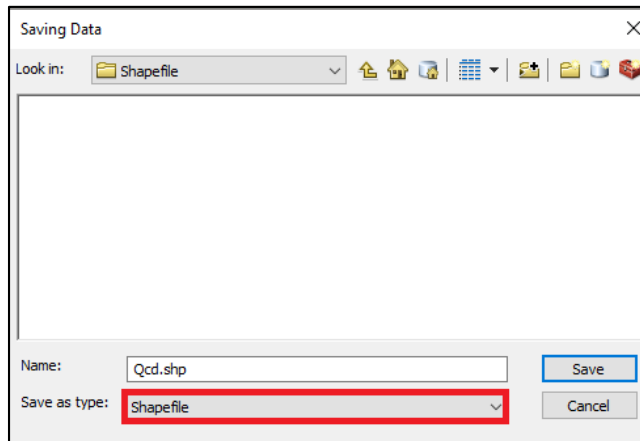 Saving Data
Look in: Shapefile
Name: Qcd.shp
Save
Save as type: Shapefile
Cancel